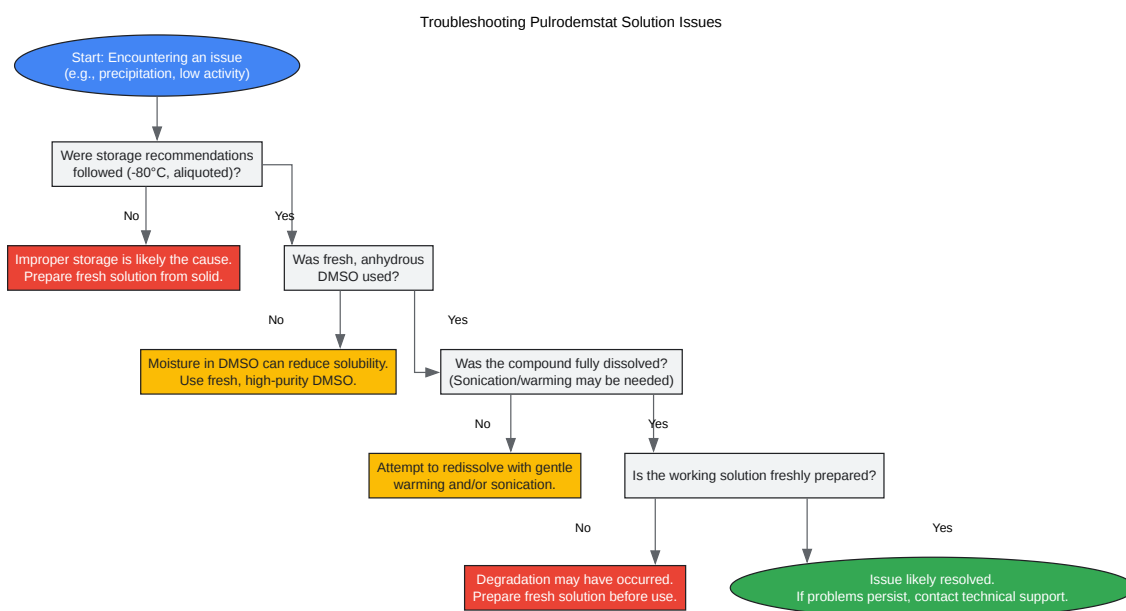 Troubleshooting Pulrodemstat Solution Issues
Start: Encountering an issue
(e.g., precipitation, low activity)
Were storage recommendations
followed (-80°C, aliquoted)?
No
Yes
Improper storage is likely the cause.
Prepare fresh solution from solid.
Was fresh, anhydrous
DMSO used?
No
Yes
Moisture in DMSO can reduce solubility.
Use fresh, high-purity DMSO.
Was the compound fully dissolved?
(Sonication/warming may be needed)
No
Yes
Attempt to redissolve with gentle
warming and/or sonication.
Is the working solution freshly prepared?
No
Yes
Degradation may have occurred.
Prepare fresh solution before use.
Issue likely resolved.
If problems persist, contact technical support.